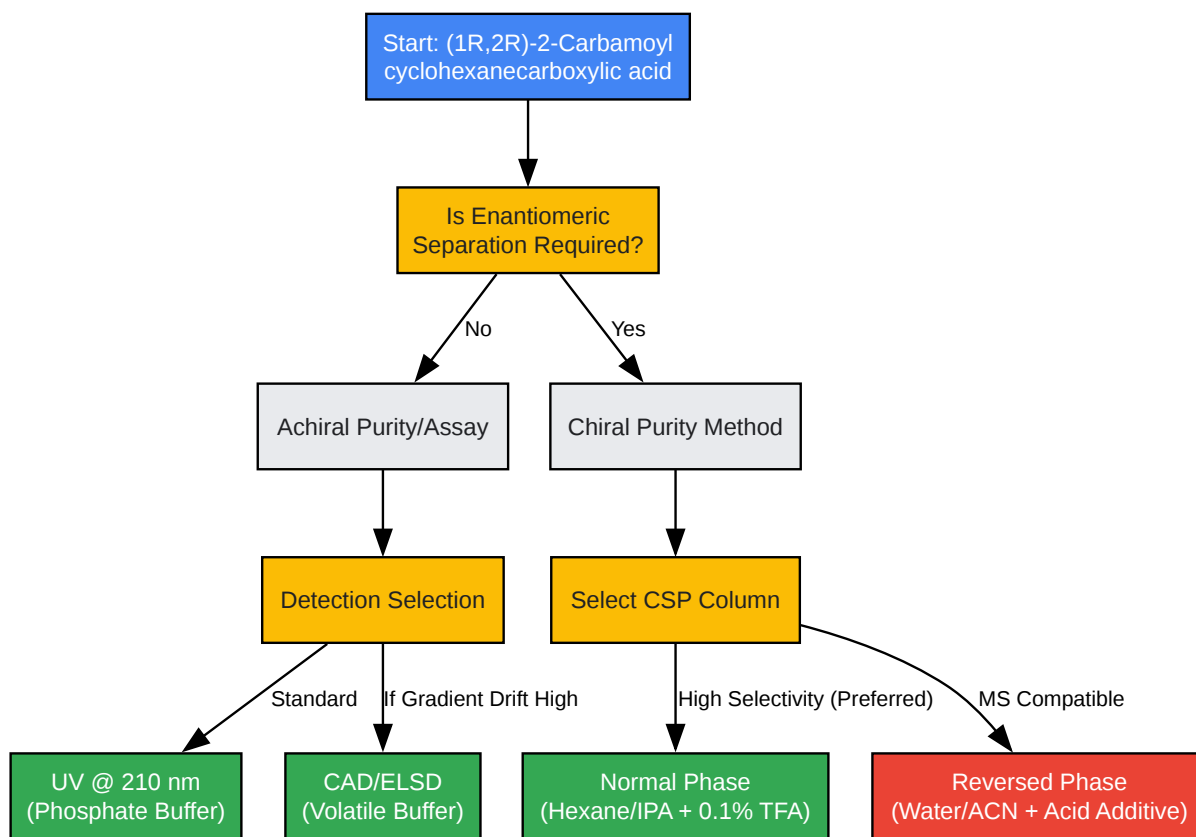 Start: (1R,2R)-2-Carbamoyl
cyclohexanecarboxylic acid
Is Enantiomeric
Separation Required?
No
Yes
Achiral Purity/Assay
Chiral Purity Method
Detection Selection
Select CSP Column
Standard
If Gradient Drift High
High Selectivity (Preferred)
MS Compatible
UV @ 210 nm
(Phosphate Buffer)
CAD/ELSD
(Volatile Buffer)
Normal Phase
(Hexane/IPA + 0.1% TFA)
Reversed Phase
(Water/ACN + Acid Additive)